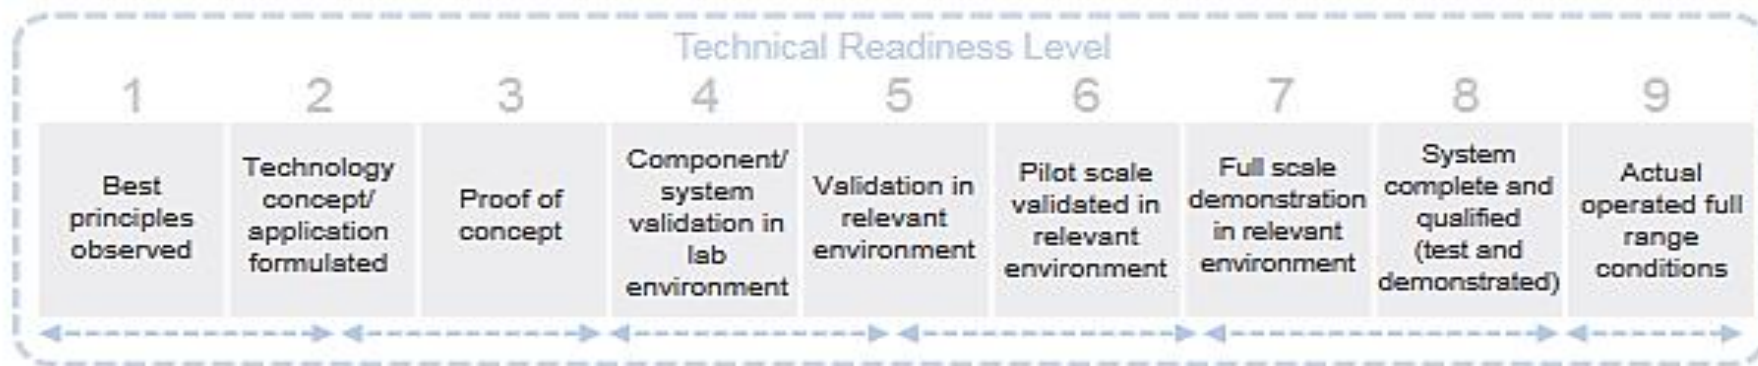 Technical Readiness Level
1
2
3
4
5
6
7
8
9
Best
principles
observed
Technology
concept/
application
formulated
Proof of
concept
Component/
system
validation in
lab
environment
Validation in
relevant
environment
Pilot scale
validated in
relevant
environment
Full scale
demonstration
in relevant
environment
System
complete and
qualified
(test and
demonstrated)
Actual
operated full
range
conditions